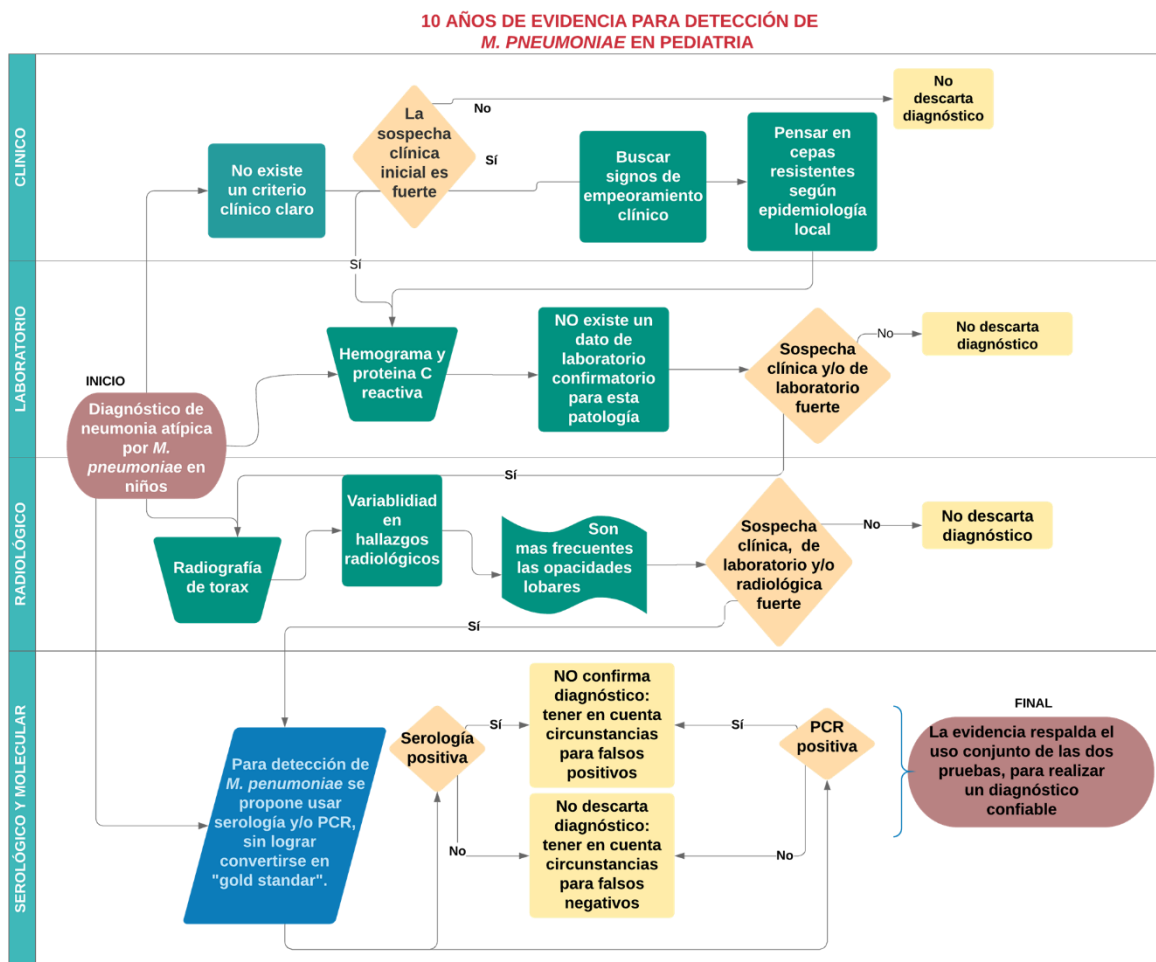 10 AÑOS DE EVIDENCIA PARA DETECCIÓN DE
M. PNEUMONIAE EN PEDIATRIA
CLINICO
No existe
un criterio
clínico claro
La
sospecha
clínica
inicial es
fuerte
No
Sí
Sí
Buscar
signos de
empeoramiento
clínico
Pensar en
cepas
resistentes
según
epidemiología
local
No
descarta
diagnóstico
LABORATORIO
INICIO
Diagnóstico de
neumonia atípica
por M.
pneumoniae en
niños
Hemograma y
proteina C
reactiva
NO existe un
dato de
laboratorio
confirmatorio
para esta
patología
Sospecha
clínica y/o de
laboratorio
fuerte
No
No descarta
diagnóstico
Sí
RADIOLÓGICO
Radiografía
de torax
Variablidiad
en
hallazgos
radiológicos
Son
mas frecuentes
las opacidades
lobares
Sospecha
clínica, de
laboratorio y/o
radiológica
fuerte
No
No descarta
diagnóstico
Sí
SEROLÓGICO Y MOLECULAR
Para detección de
M. penumoniae se
propone usar
serología y/o PCR,
sin lograr
convertirse en
"gold standar".
Serología
positiva
Sí
No
NO confirma
diagnóstico:
tener en cuenta
circunstancias
para falsos
positivos
No descarta
diagnóstico:
tener en cuenta
circunstancias
para falsos
negativos
Sí
No
PCR
positiva
FINAL
La evidencia respalda el
uso conjunto de las dos
pruebas, para realizar
un diagnóstico
confiable